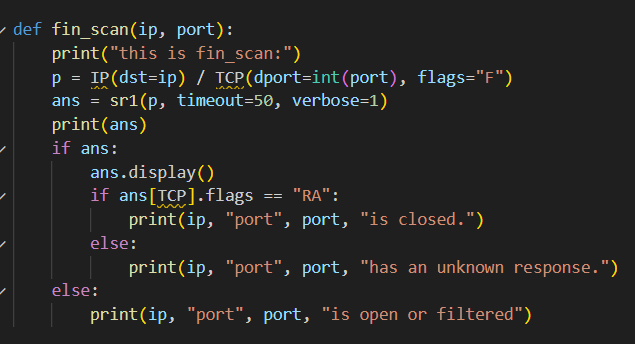 def fin_scan(ip, port):
    print("this is fin_scan:")
    p = IP(dst=ip) / TCP(dport=int(port), flags="F")
    ans = sr1(p, timeout=50, verbose=1)
    print(ans)
    if ans:
        ans.display()
        if ans[TCP].flags == "RA":
            print(ip, "port", port, "is closed.")
        else:
            print(ip, "port", port, "has an unknown response.")
    else:
        print(ip, "port", port, "is open or filtered")